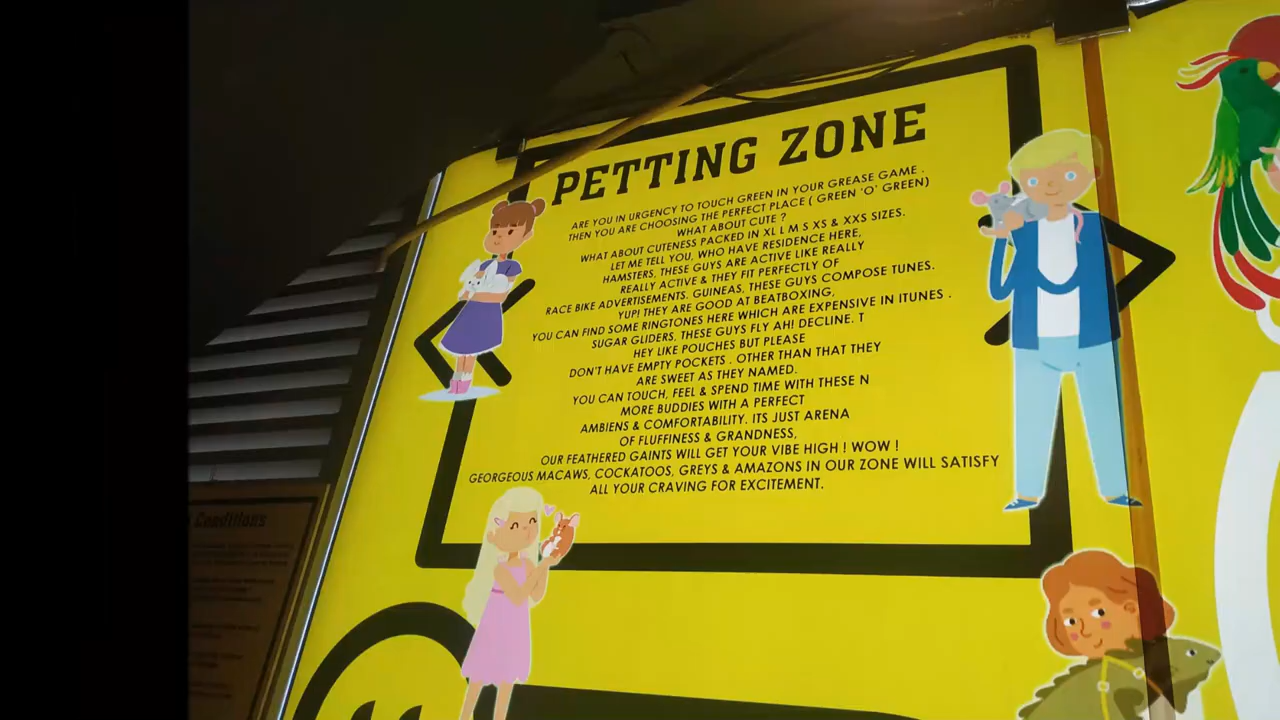 PETTING ZONE
ARE YOU IN URGENCY TO TOUCH GREEN IN YOUR GREASE GAME .
THEN YOU ARE CHOOSING THE PERFECT PLACE ( GREEN 'O' GREEN)
WHAT ABOUT CUTE ?
WHAT ABOUT CUTENESS PACKED IN XL L M S XS & XXS SIZES.
LET ME TELL YOU, WHO HAVE RESIDENCE HERE,
HAMSTERS, THESE GUYS ARE ACTIVE LIKE REALLY
REALLY ACTIVE & THEY FIT PERFECTLY OF
RACE BIKE ADVERTISEMENTS. GUINEAS, THESE GUYS COMPOSE TUNES.
YUP! THEY ARE GOOD AT BEATBOXING,
YOU CAN FIND SOME RINGTONES HERE WHICH ARE EXPENSIVE IN ITUNES .
SUGAR GLIDERS, THESE GUYS FLY AH! DECLINE. T
HEY LIKE POUCHES BUT PLEASE
DON'T HAVE EMPTY POCKETS . OTHER THAN THAT THEY
ARE SWEET AS THEY NAMED.
YOU CAN TOUCH, FEEL & SPEND TIME WITH THESE N
MORE BUDDIES WITH A PERFECT
AMBIENS & COMFORTABILITY. ITS JUST ARENA
OF FLUFFINESS & GRANDNESS,
OUR FEATHERED GAINTS WILL GET YOUR VIBE HIGH ! WOW !
GEORGEOUS MACAWS, COCKATOOS, GREYS & AMAZONS IN OUR ZONE WILL SATISFY
ALL YOUR CRAVING FOR EXCITEMENT.
Conditions